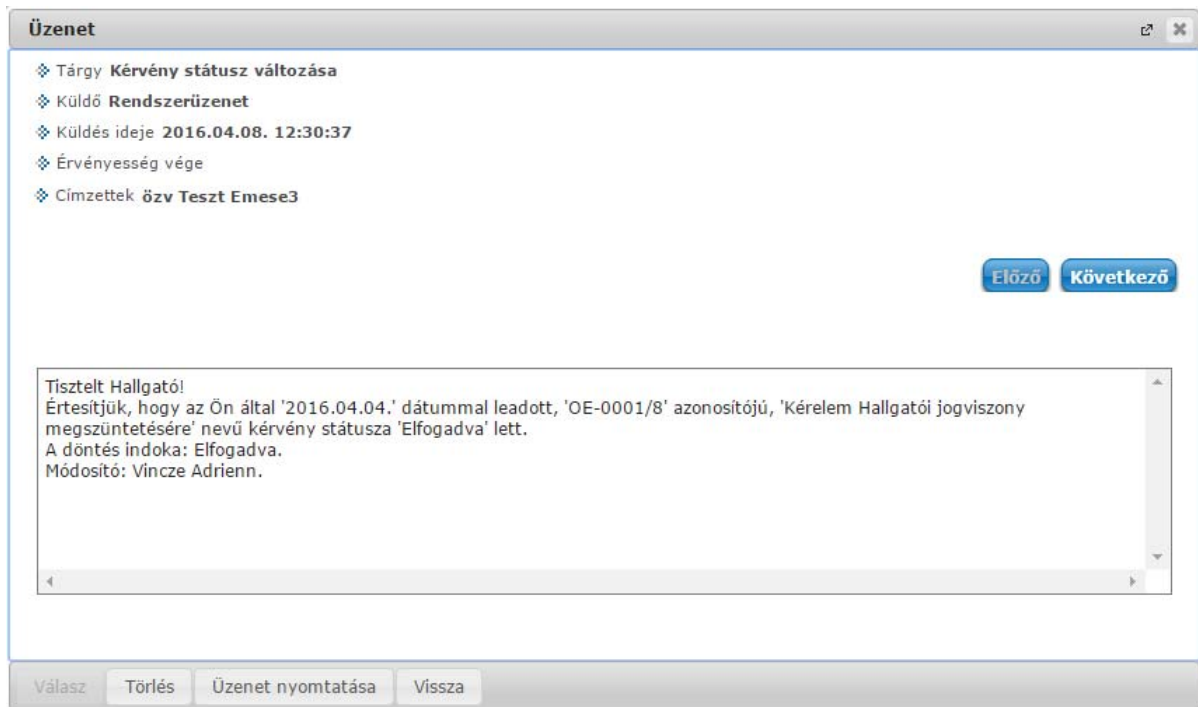 Üzenet
Tárgy Kérvény státusz változása
Küldő Rendszerüzenet
Küldés ideje 2016.04.08. 12:30:37
Érvényesség vége
Címzettek özv Teszt Emese3
Előző Következő
Tisztelt Hallgató!
Értesítjük, hogy az Ön által '2016.04.04.' dátummal leadott, 'OE-0001/8' azonosítójú, 'Kérelem Hallgatói jogviszony
megszüntetésére' nevű kérvény státusza 'Elfogadva' lett.
A döntés indoka: Elfogadva.
Módosító: Vincze Adrienn.
Válasz Törlés Üzenet nyomtatása Vissza